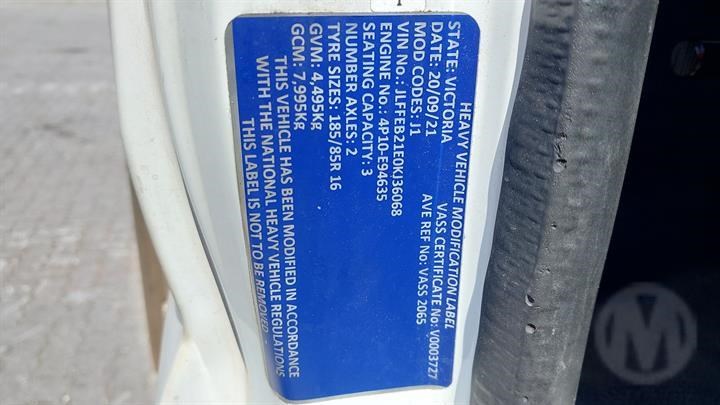 HEAVY VEHICLE MODIFICATION LABEL
STATE: VICTORIA VASS CERTIFICATE No: V0003727
DATE: 20/09/21 AVE REF No: VASS 2065
MOD CODES: J1
VIN No: JLFFEB21E0KJ36068
ENGINE No: 4P10-E94635
SEATING CAPACITY: 3
NUMBER AXLES: 2
TYRE SIZES: 185/85R 16
GVM: 4,495Kg
GCM: 7,995Kg
THIS VEHICLE HAS BEEN MODIFIED IN ACCORDANCE
WITH THE NATIONAL HEAVY VEHICLE REGULATIONS
THIS LABEL IS NOT TO BE REMOVED
M